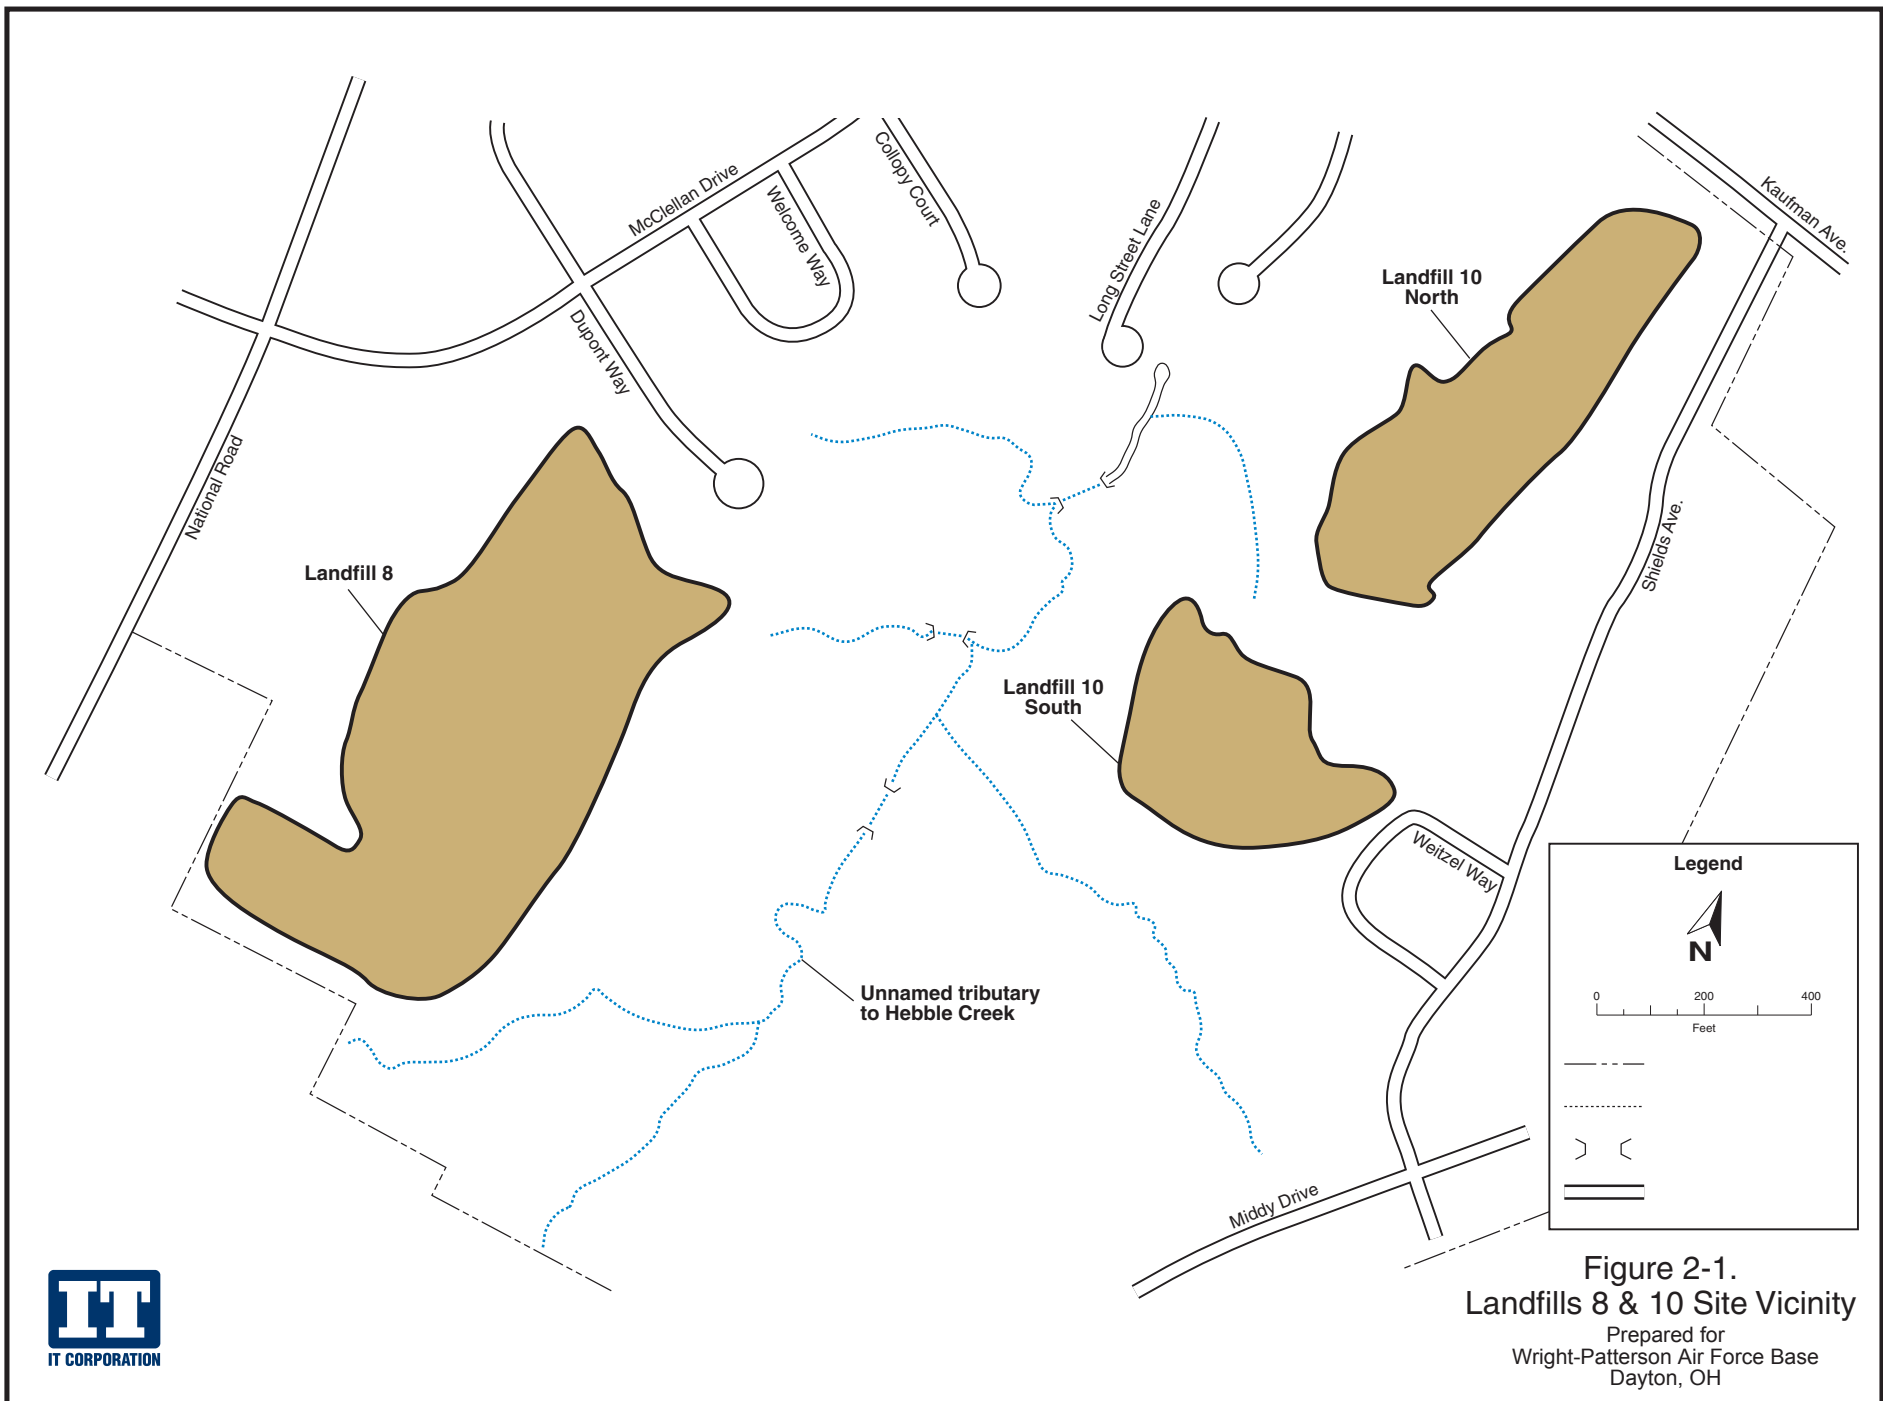 McClellan Drive
Welcome Way
Collopy Court
Long Street Lane
Kaufman Ave.
Landfill 10
North
Dupont Way
National Road
Shields Ave.
Landfill 8
Landfill 10
South
Weitzel Way
Unnamed tributary
to Hebble Creek
Middy Drive
Legend
N
0 200 400
Feet
IT
IT CORPORATION
Figure 2-1.
Landfills 8 & 10 Site Vicinity
Prepared for
Wright-Patterson Air Force Base
Dayton, OH